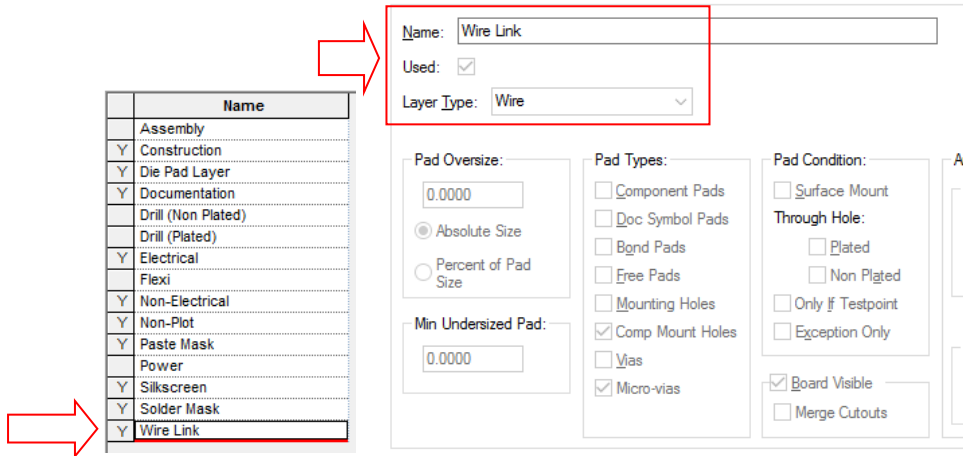 Name: Wire Link
Used:
Layer Type: Wire
Name
Assembly
Y Construction
Y Die Pad Layer
Y Documentation
Drill (Non Plated)
Drill (Plated)
Y Electrical
Flexi
Y Non-Electrical
Y Non-Plot
Y Paste Mask
Power
Y Silkscreen
Y Solder Mask
Y Wire Link
Pad Oversize:
0.0000
Absolute Size
Percent of Pad
Size
Min Undersized Pad:
0.0000
Pad Types:
Component Pads
Doc Symbol Pads
Bond Pads
Free Pads
Mounting Holes
Comp Mount Holes
Vias
Micro-vias
Pad Condition:
Surface Mount
Through Hole:
Plated
Non Plated
Only If Testpoint
Exception Only
Board Visible
Merge Cutouts
A